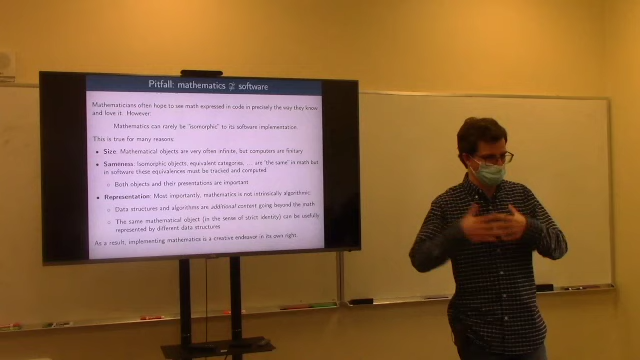 Pitfall: mathematics ≇ software
Mathematicians often hope to see math expressed in code in precisely the way they know
and love it. However:
Mathematics can rarely be "isomorphic" to its software implementation.
This is true for many reasons:
• Size. Mathematical objects are very often infinite, but computers are finitary
• Sameness. Isomorphic objects, equivalent categories, ... are "the same" in math but
in software these equivalences must be tracked and computed
• Both objects and their presentations are important
• Representation: Most importantly, mathematics is not intrinsically algorithmic.
• Data structures and algorithms are additional content going beyond the math
• The same mathematical object (in the sense of strict identity) can be usefully
represented by different data structures
As a result, implementing mathematics is a creative endeavor in its own right.